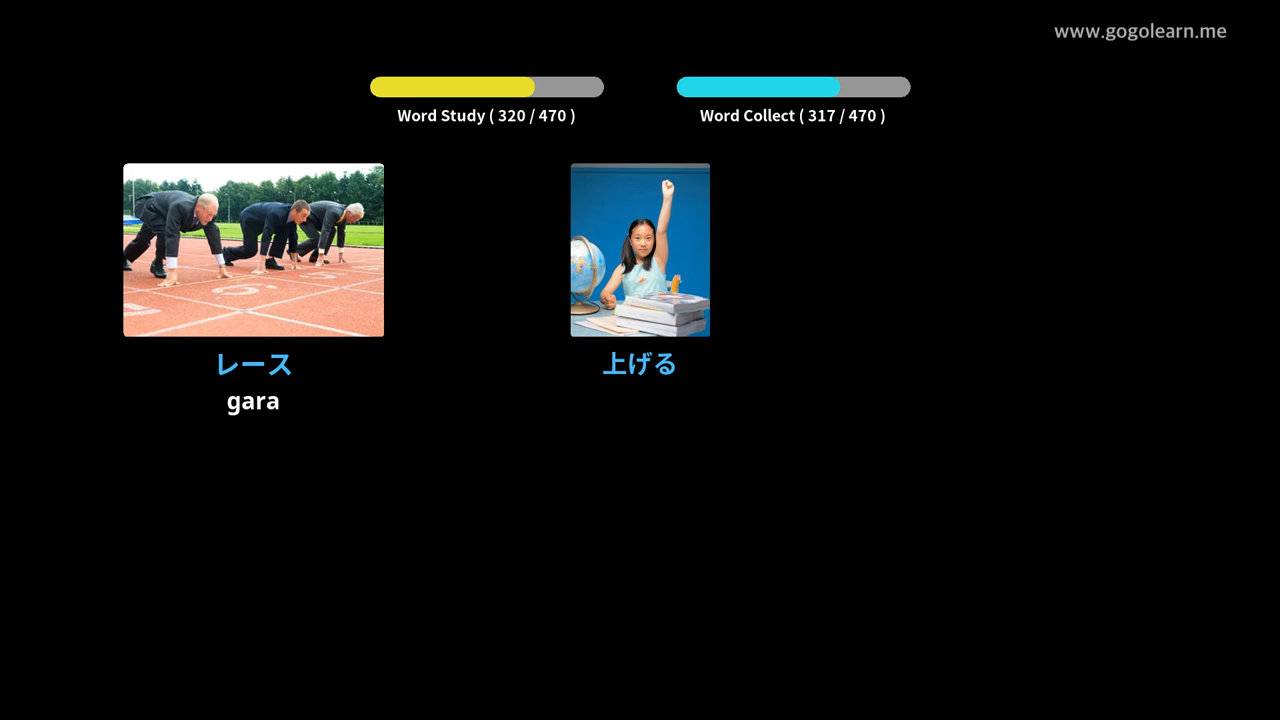 www.gogolearn.me
Word Study ( 320 / 470 )
Word Collect ( 317 / 470 )
レース
gara
上げる